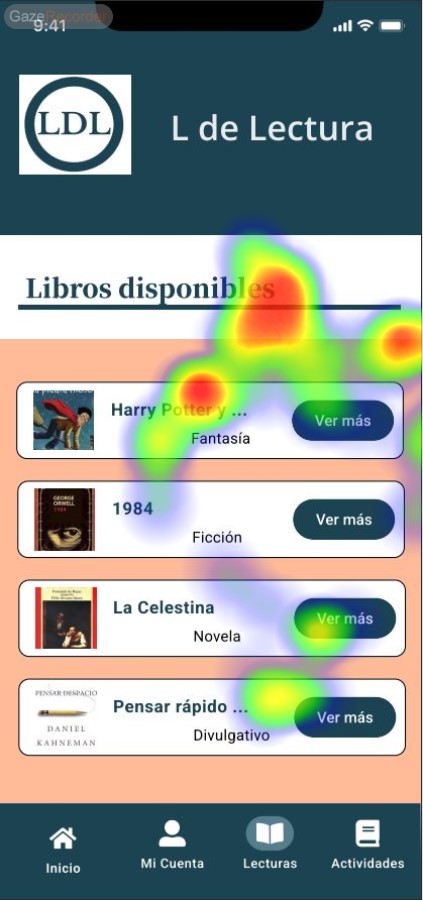 GazeRecorder
9:41
LDL
L de Lectura
Libros disponibles
Harry Potter y ...
Fantasía
Ver más
GEORGE
ORWELL
1984
1984
Ficción
Ver más
La Celestina
Novela
Ver más
PENSAR DESPACIO
DANIEL
KAHNEMAN
Pensar rápido ...
Divulgativo
Ver más
Inicio
Mi Cuenta
Lecturas
Actividades